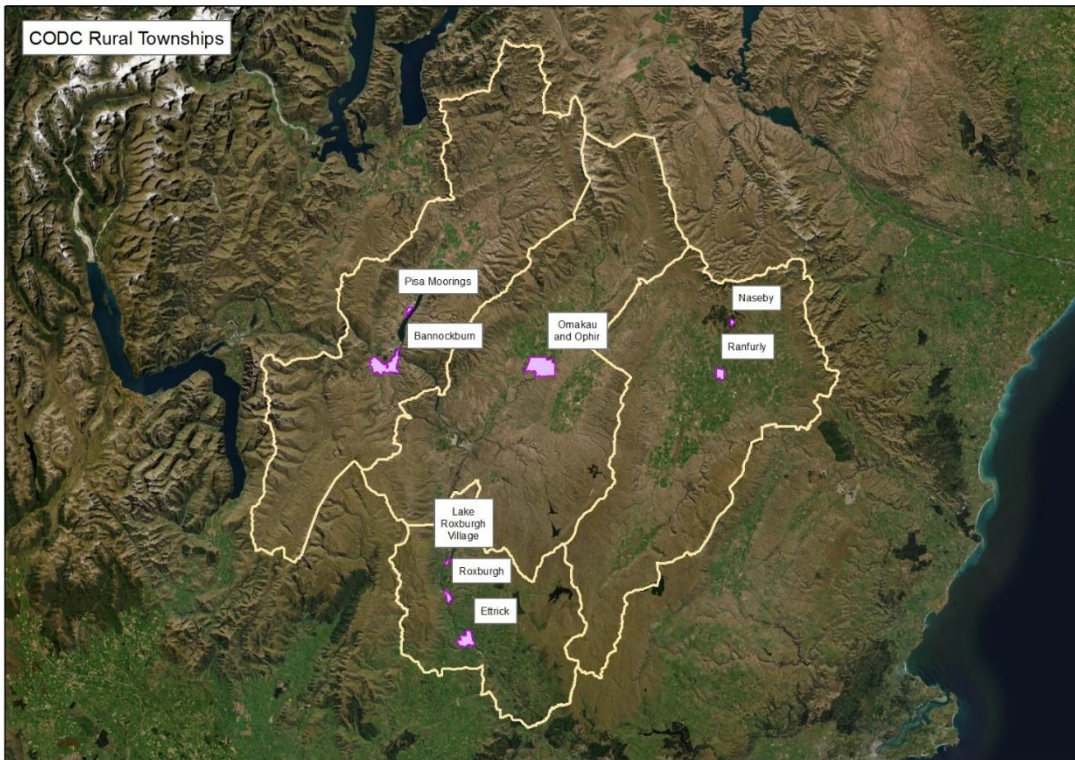 CODC Rural Townships
Pisa Moorings
Naseby
Bannockburn
Omakau
and Ophir
Ranfurly
Lake
Roxburgh
Village
Roxburgh
Ettrick